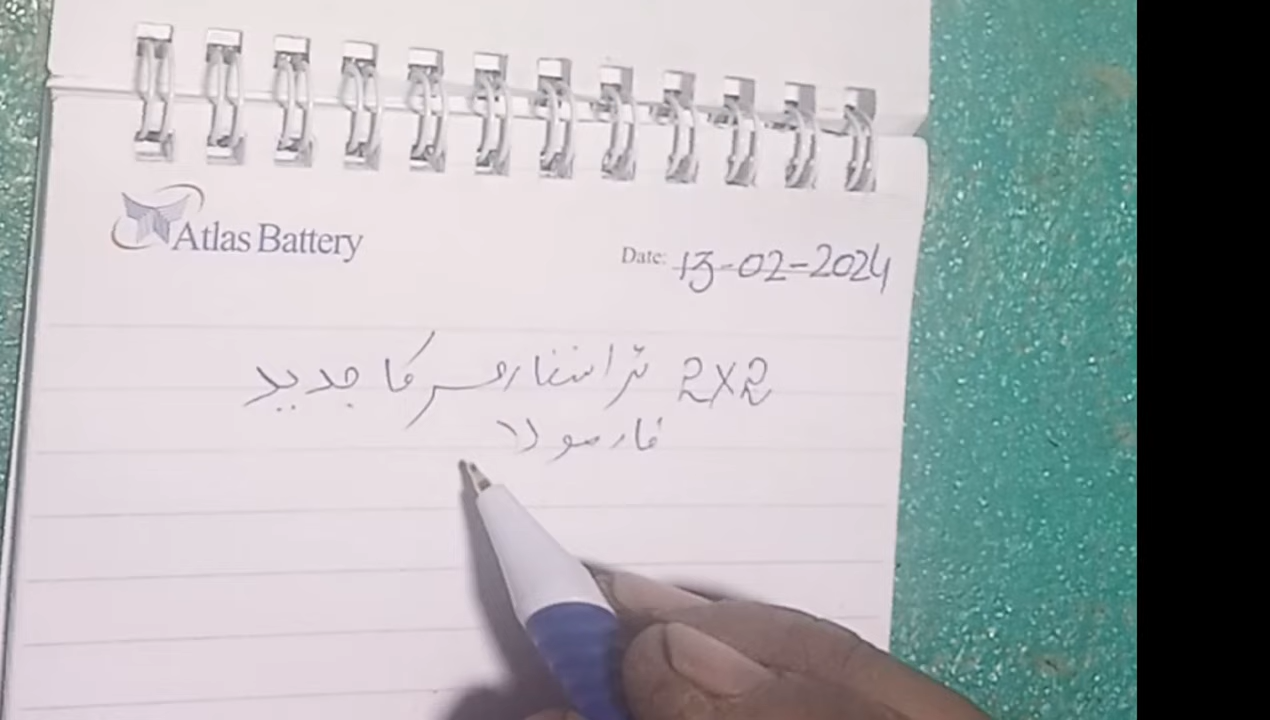 Atlas Battery
Date: 13-02-2024
2x2 ٹرانسفارمر کا جدید
فارمولا